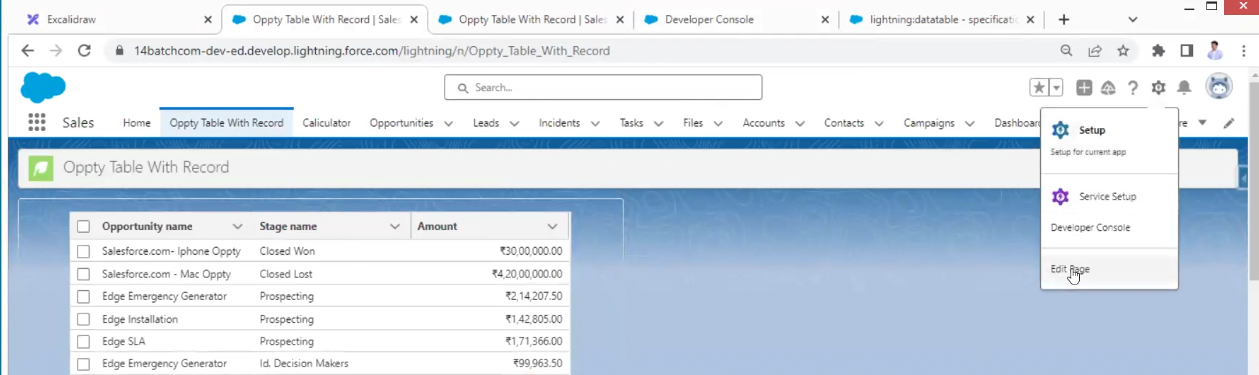 Excalidraw
Oppty Table With Record | Sales
Oppty Table With Record | Sales
Developer Console
lightning:datatable - specificatio
14batchcom-dev-ed.develop.lightning.force.com/lightning/n/Oppty_Table_With_Record
Search...
Sales Home Oppty Table With Record Calculator Opportunities Leads Incidents Tasks Files Accounts Contacts Campaigns Dashboar re
Setup
Setup for current app
Oppty Table With Record
Service Setup
Developer Console
Edit Page
Opportunity name Stage name Amount
Salesforce.com- Iphone Oppty Closed Won ₹30,00,000.00
Salesforce.com - Mac Oppty Closed Lost ₹4,20,00,000.00
Edge Emergency Generator Prospecting ₹2,14,207.50
Edge Installation Prospecting ₹1,42,805.00
Edge SLA Prospecting ₹1,71,366.00
Edge Emergency Generator Id. Decision Makers ₹99,963.50